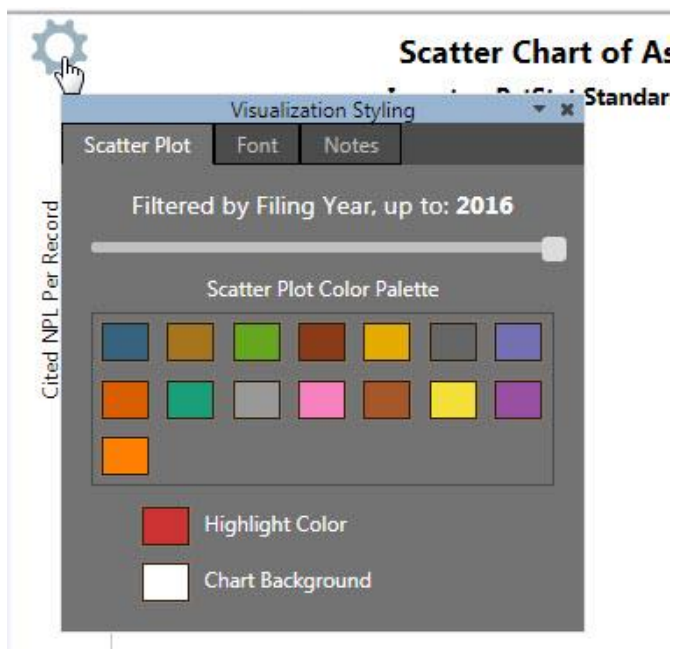 Scatter Chart of As
Standar
Visualization Styling
Scatter Plot Font Notes
Filtered by Filing Year, up to: 2016
Scatter Plot Color Palette
Cited NPL Per Record
Highlight Color
Chart Background